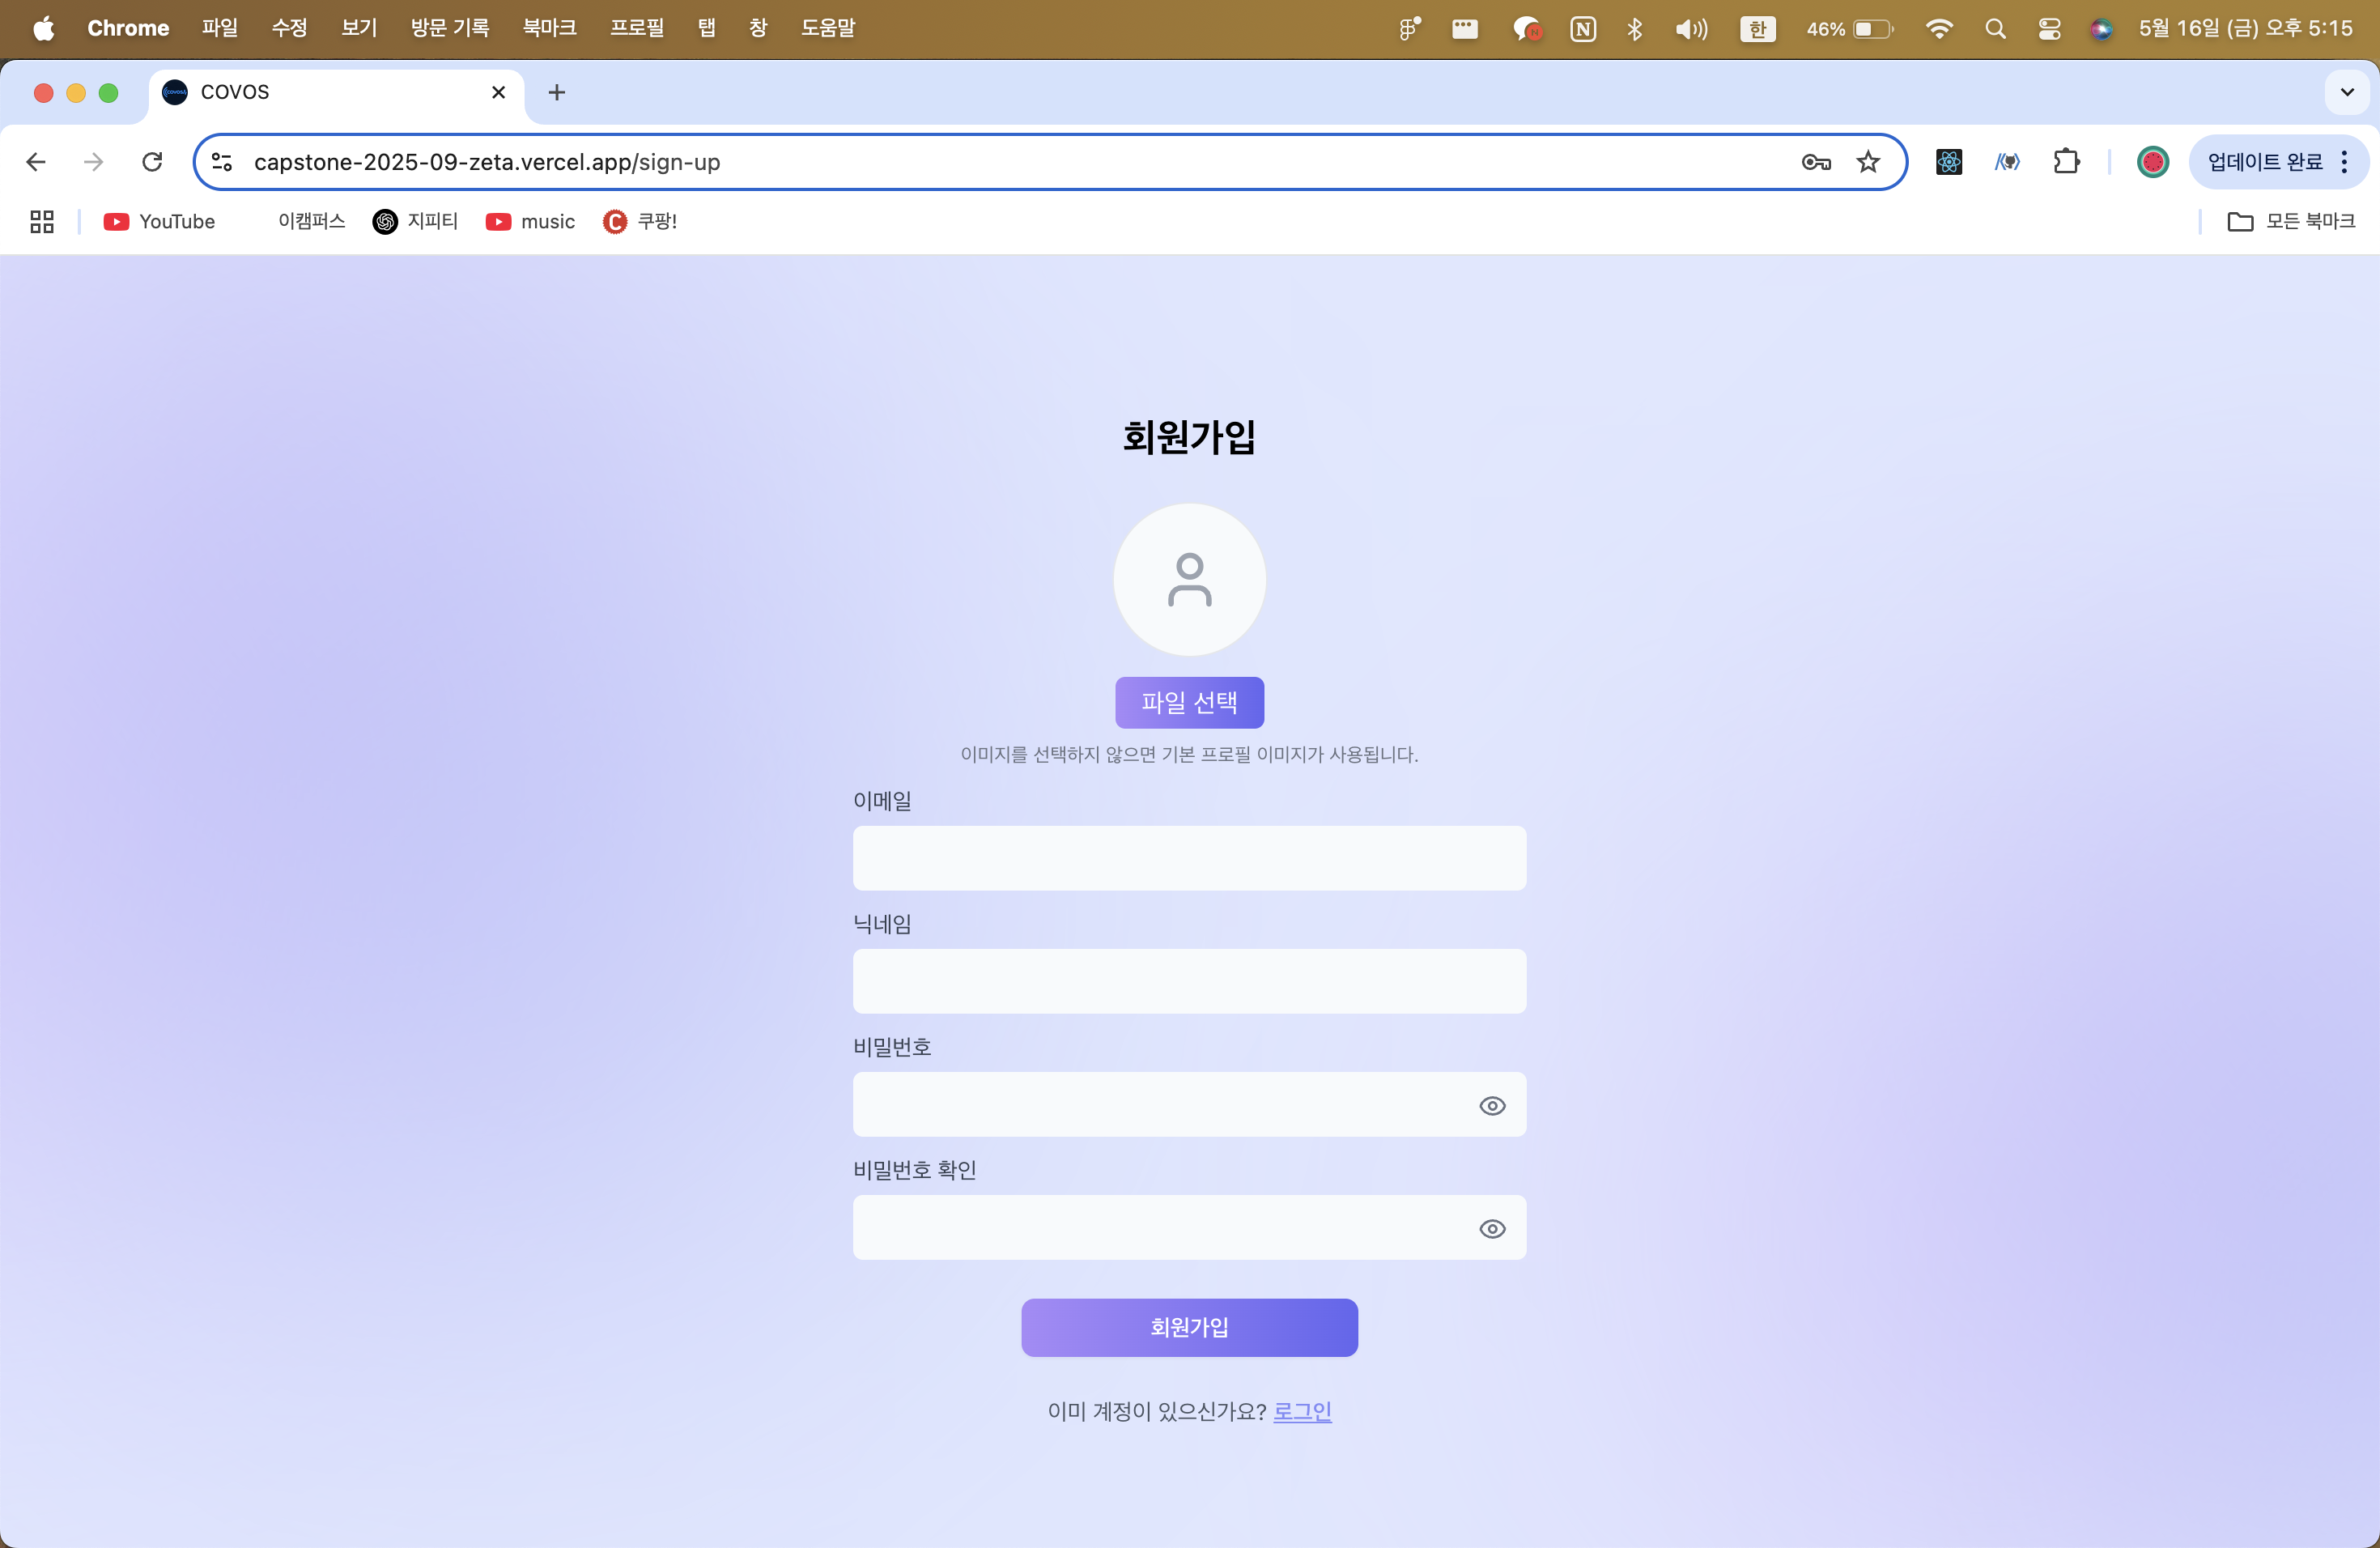 Chrome 파일 수정 보기 방문 기록 북마크 프로필 탭 창 도움말 N 한 46% 5월 16일 (금) 오후 5:15
COVOS
capstone-2025-09-zeta.vercel.app/sign-up 업데이트 완료
YouTube 이캠퍼스 지피티 music 쿠팡! 모든 북마크
회원가입
파일 선택
이미지를 선택하지 않으면 기본 프로필 이미지가 사용됩니다.
이메일
닉네임
비밀번호
비밀번호 확인
회원가입
이미 계정이 있으신가요? 로그인